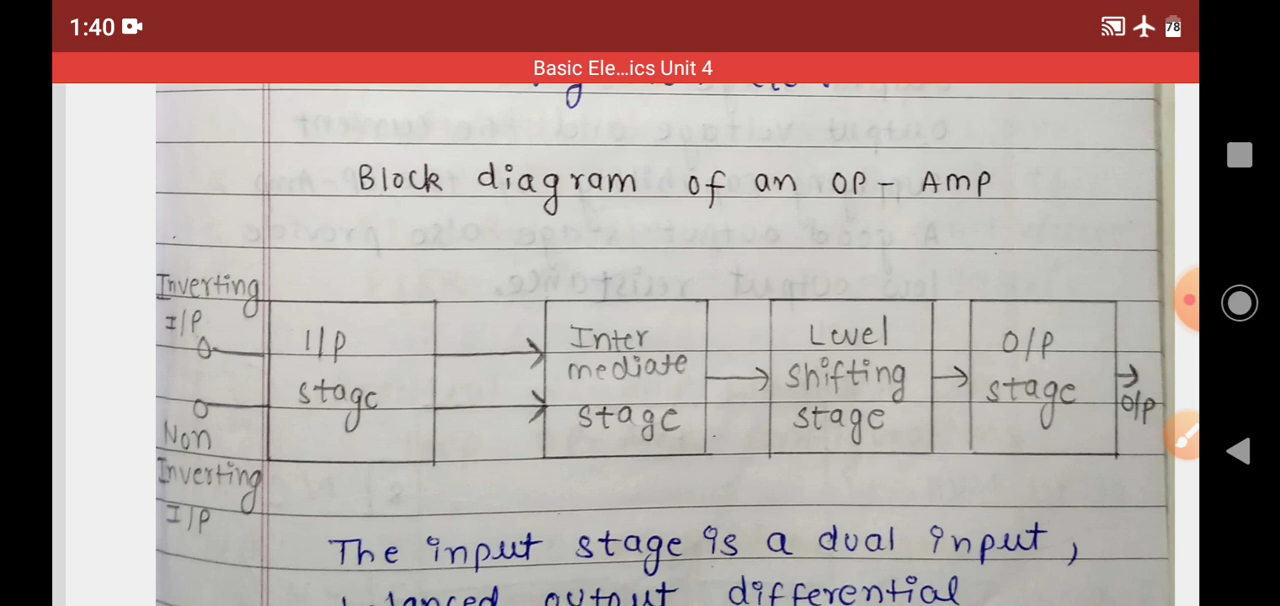 1:40
78
Basic Ele...ics Unit 4
Block diagram of an OP-Amp
Inverting
I/P
I/P
stage
Inter
mediate
stage
Level
shifting
stage
O/P
stage
O/P
Non
Inverting
I/P
The input stage is a dual input,
output differential